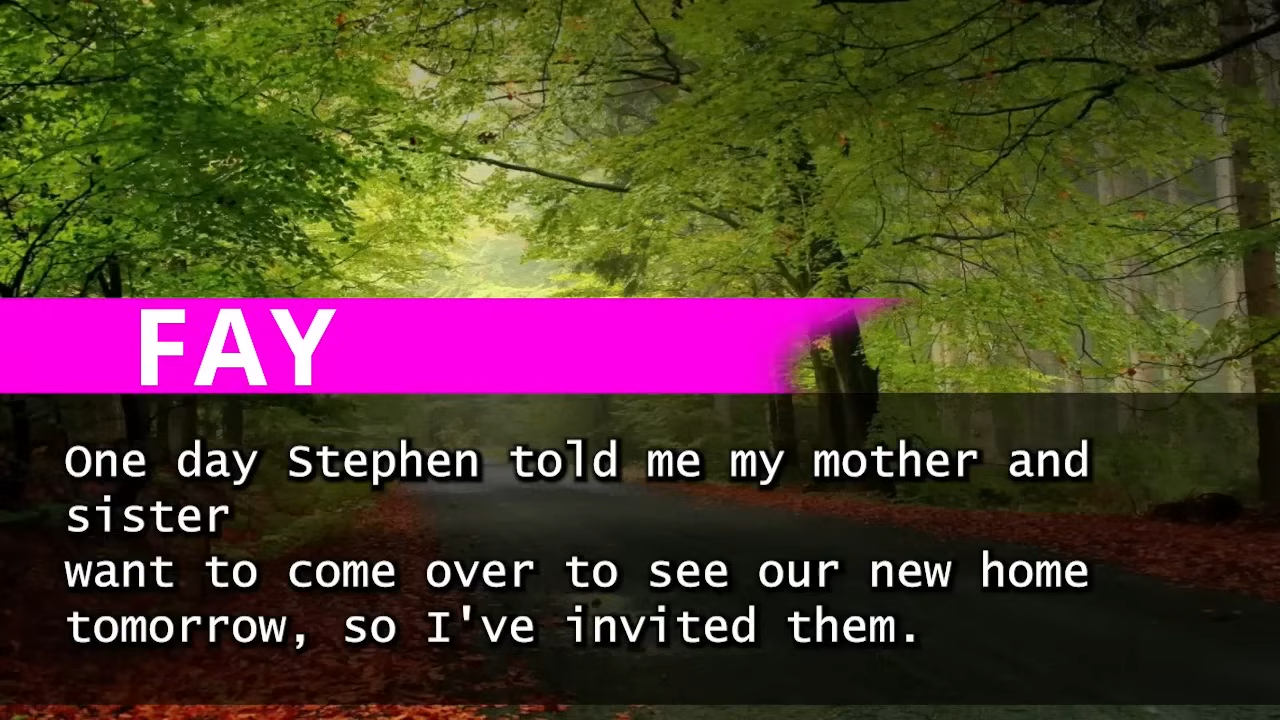 FAY
One day Stephen told me my mother and
sister
want to come over to see our new home
tomorrow, so I've invited them.